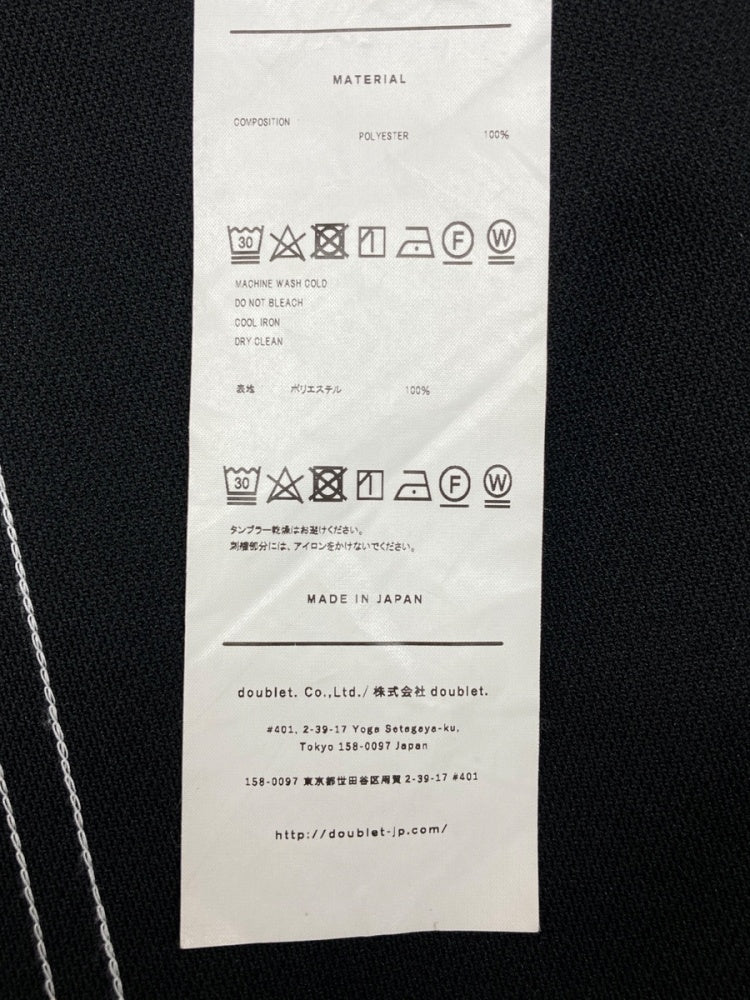 MATERIAL
COMPOSITION
POLYESTER 100%
30 F W
MACHINE WASH COLD
DO NOT BLEACH
COOL IRON
DRY CLEAN
表地 ポリエステル 100%
30 F W
タンブラー乾燥はお避けください。
刺繍部分には、アイロンをかけないでください。
MADE IN JAPAN
doublet. Co.,Ltd./ 株式会社 doublet.
#401, 2-39-17 Yoga Setagaya-ku,
Tokyo 158-0097 Japan
158-0097 東京都世田谷区用賀 2-39-17 #401
http://doublet-jp.com/